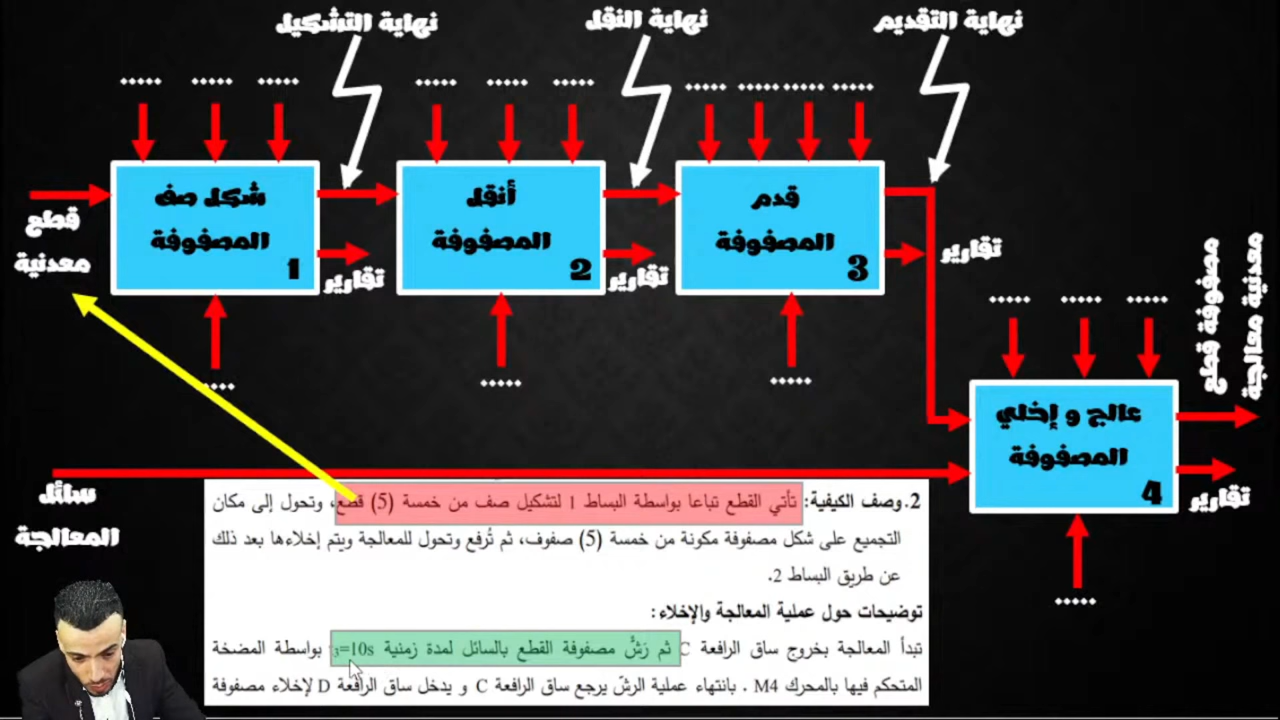 نهاية التشكيل
نهاية النقل
نهاية التقديم
..... ..... .....
..... ..... .....
..... ..... ..... .....
قطع
معدنية
شكل صف
المصفوفة
1
تقارير
أنقل
المصفوفة
2
تقارير
قدم
المصفوفة
3
تقارير
.....
.....
.....
..... ..... .....
عالج و إخلي
المصفوفة
4
مصفوفة قطع
معدنية معالجة
تقارير
.....
سائل
المعالجة
2.وصف الكيفية: تأتي القطع تباعا بواسطة البساط 1 لتشكيل صف من خمسة (5) قطع، وتحول إلى مكان
التجميع على شكل مصفوفة مكونة من خمسة (5) صفوف، ثم تُرفع وتحول للمعالجة ويتم إخلاءها بعد ذلك
عن طريق البساط 2.
توضيحات حول عملية المعالجة والإخلاء:
تبدأ المعالجة بخروج ساق الرافعة C ثم رَشُّ مصفوفة القطع بالسائل لمدة زمنية 3=10s بواسطة المضخة
المتحكم فيها بالمحرك M4 . بانتهاء عملية الرشّ يرجع ساق الرافعة C و يدخل ساق الرافعة D لإخلاء مصفوفة